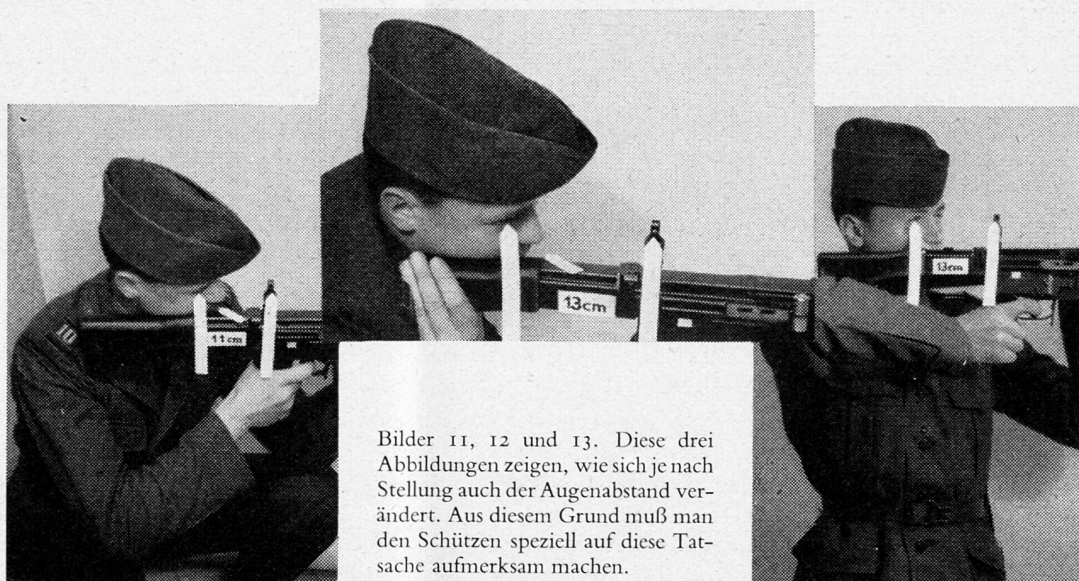 11 cm
13cm
13cm
Bilder 11, 12 und 13. Diese drei
Abbildungen zeigen, wie sich je nach
Stellung auch der Augenabstand ver-
ändert. Aus diesem Grund muß man
den Schützen speziell auf diese Tat-
sache aufmerksam machen.